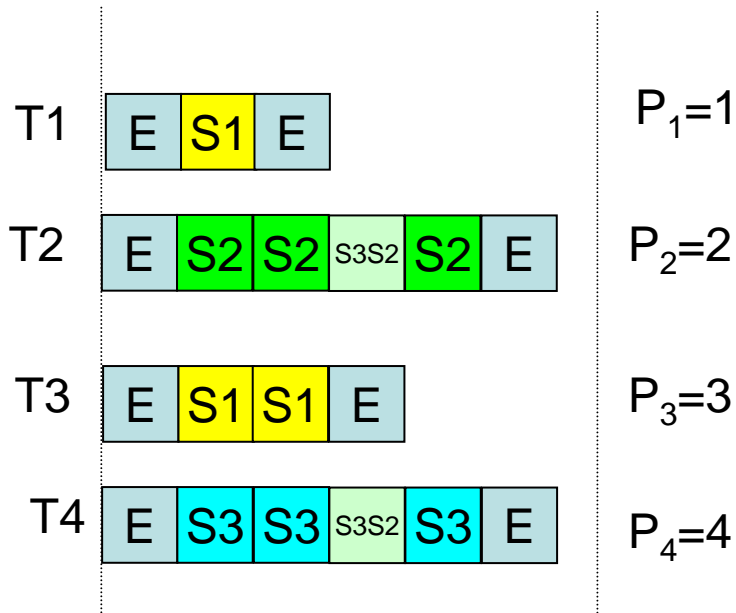 T1 E S1 E P₁=1
T2 E S2 S2 S3S2 S2 E P₂=2
T3 E S1 S1 E P₃=3
T4 E S3 S3 S3S2 S3 E P₄=4